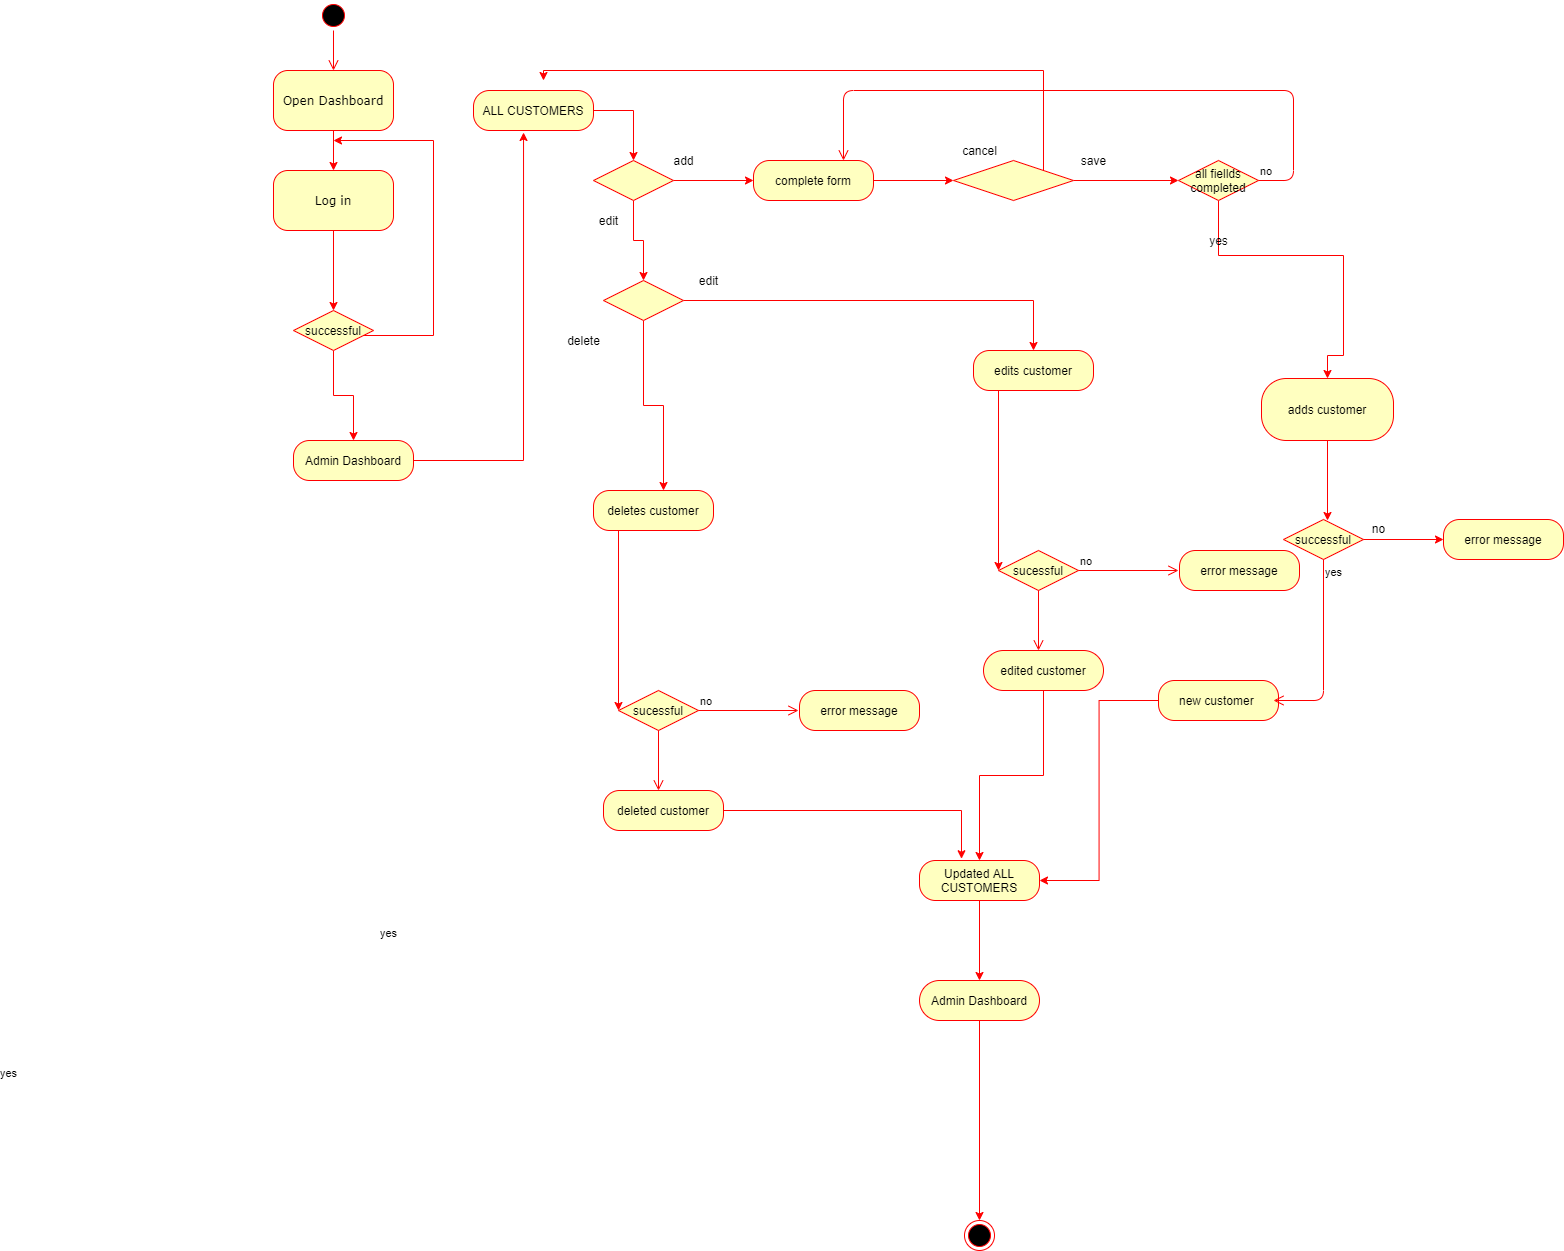 Open Dashboard
ALL CUSTOMERS
cancel
add
save
complete form
all fiellds
completed
no
Log in
edit
yes
edit
successful
delete
edits customer
adds customer
Admin Dashboard
deletes customer
no
successful
error message
no
sucessful
error message
yes
edited customer
new customer
no
sucessful
error message
deleted customer
Updated ALL
CUSTOMERS
yes
Admin Dashboard
yes